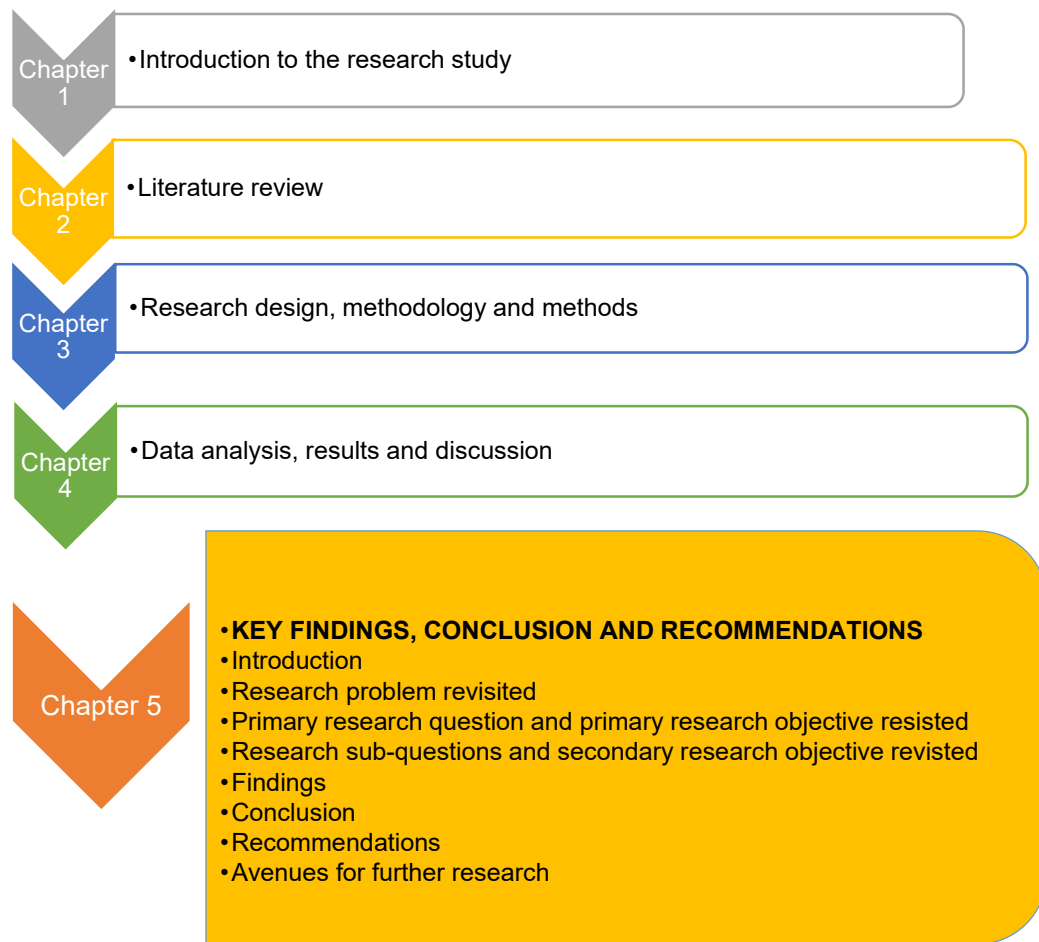 Chapter
1
•Introduction to the research study
Chapter
2
•Literature review
Chapter
3
•Research design, methodology and methods
Chapter
4
•Data analysis, results and discussion
Chapter 5
•KEY FINDINGS, CONCLUSION AND RECOMMENDATIONS
•Introduction
•Research problem revisited
•Primary research question and primary research objective resisted
•Research sub-questions and secondary research objective revisted
•Findings
•Conclusion
•Recommendations
•Avenues for further research